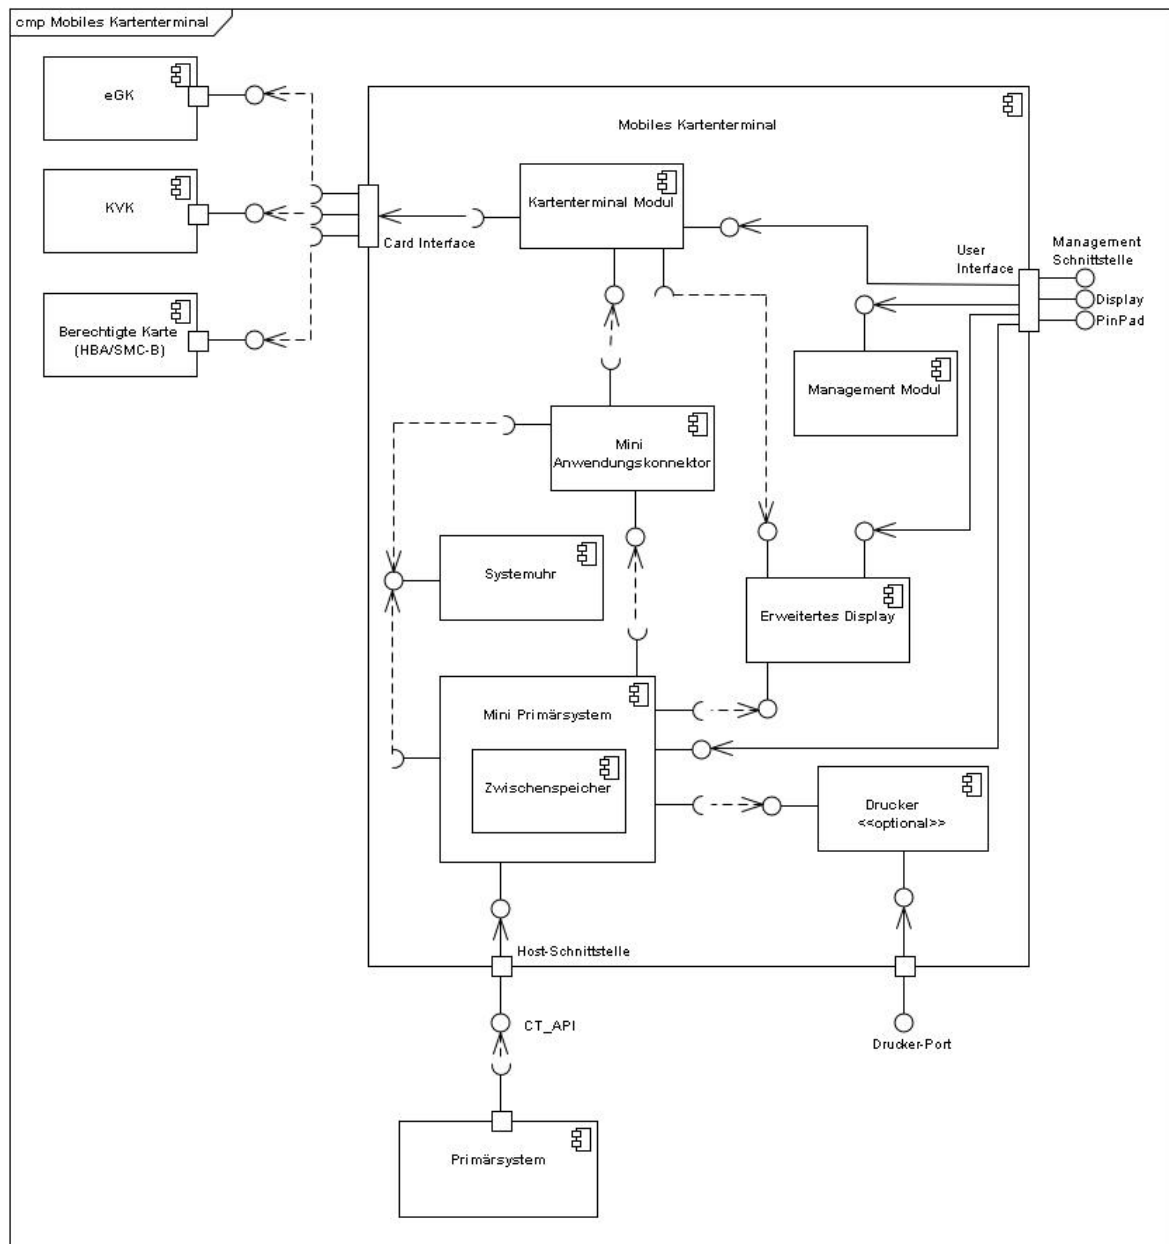 cmp Mobiles Kartenterminal
eGK
Mobiles Kartenterminal
KVK
Kartenterminal Modul
Card Interface
User
Interface
Management
Schnittstelle
Display
PinPad
Berechtigte Karte
(HBA/SMC-B)
Management Modul
Mini
Anwendungskonnektor
Systemuhr
Erweitertes Display
Mini Primärsystem
Zwischenspeicher
Drucker
<<optional>>
Host-Schnittstelle
CT_API
Drucker-Port
Primärsystem